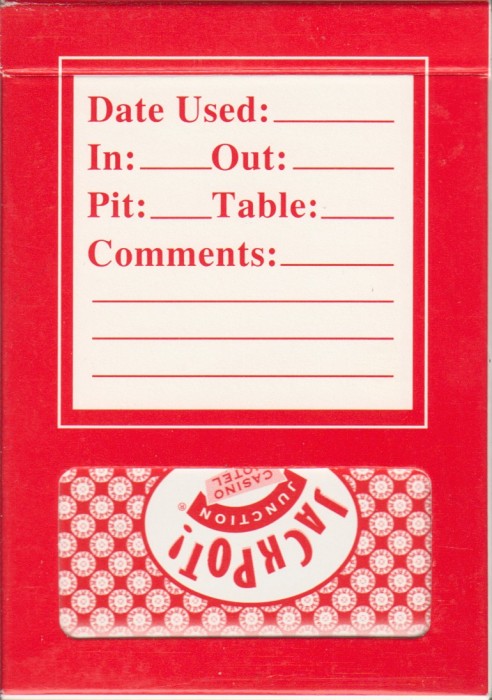 Date Used:
In: Out:
Pit: Table:
Comments:
JACKPOT!
JUNCTION®
CASINO
HOTEL